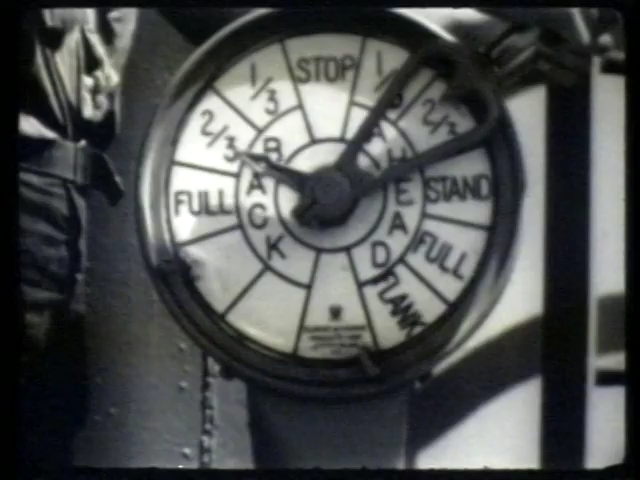 STOP
1/3
2/3
STAND
FULL
FLANK
AHEAD
1/3
2/3
FULL
BACK